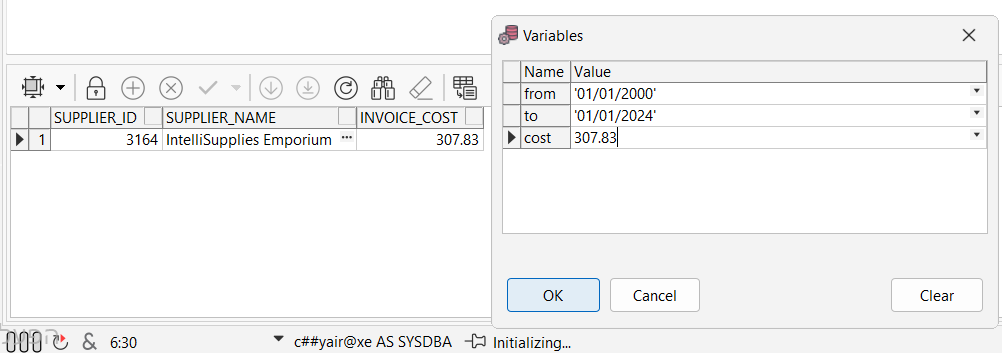 Variables
Name Value
from '01/01/2000'
to '01/01/2024'
cost 307.83
OK Cancel Clear
SUPPLIER_ID SUPPLIER_NAME INVOICE_COST
1 3164 IntelliSupplies Emporium ... 307.83
& 6:30 c##yair@xe AS SYSDBA Initializing...